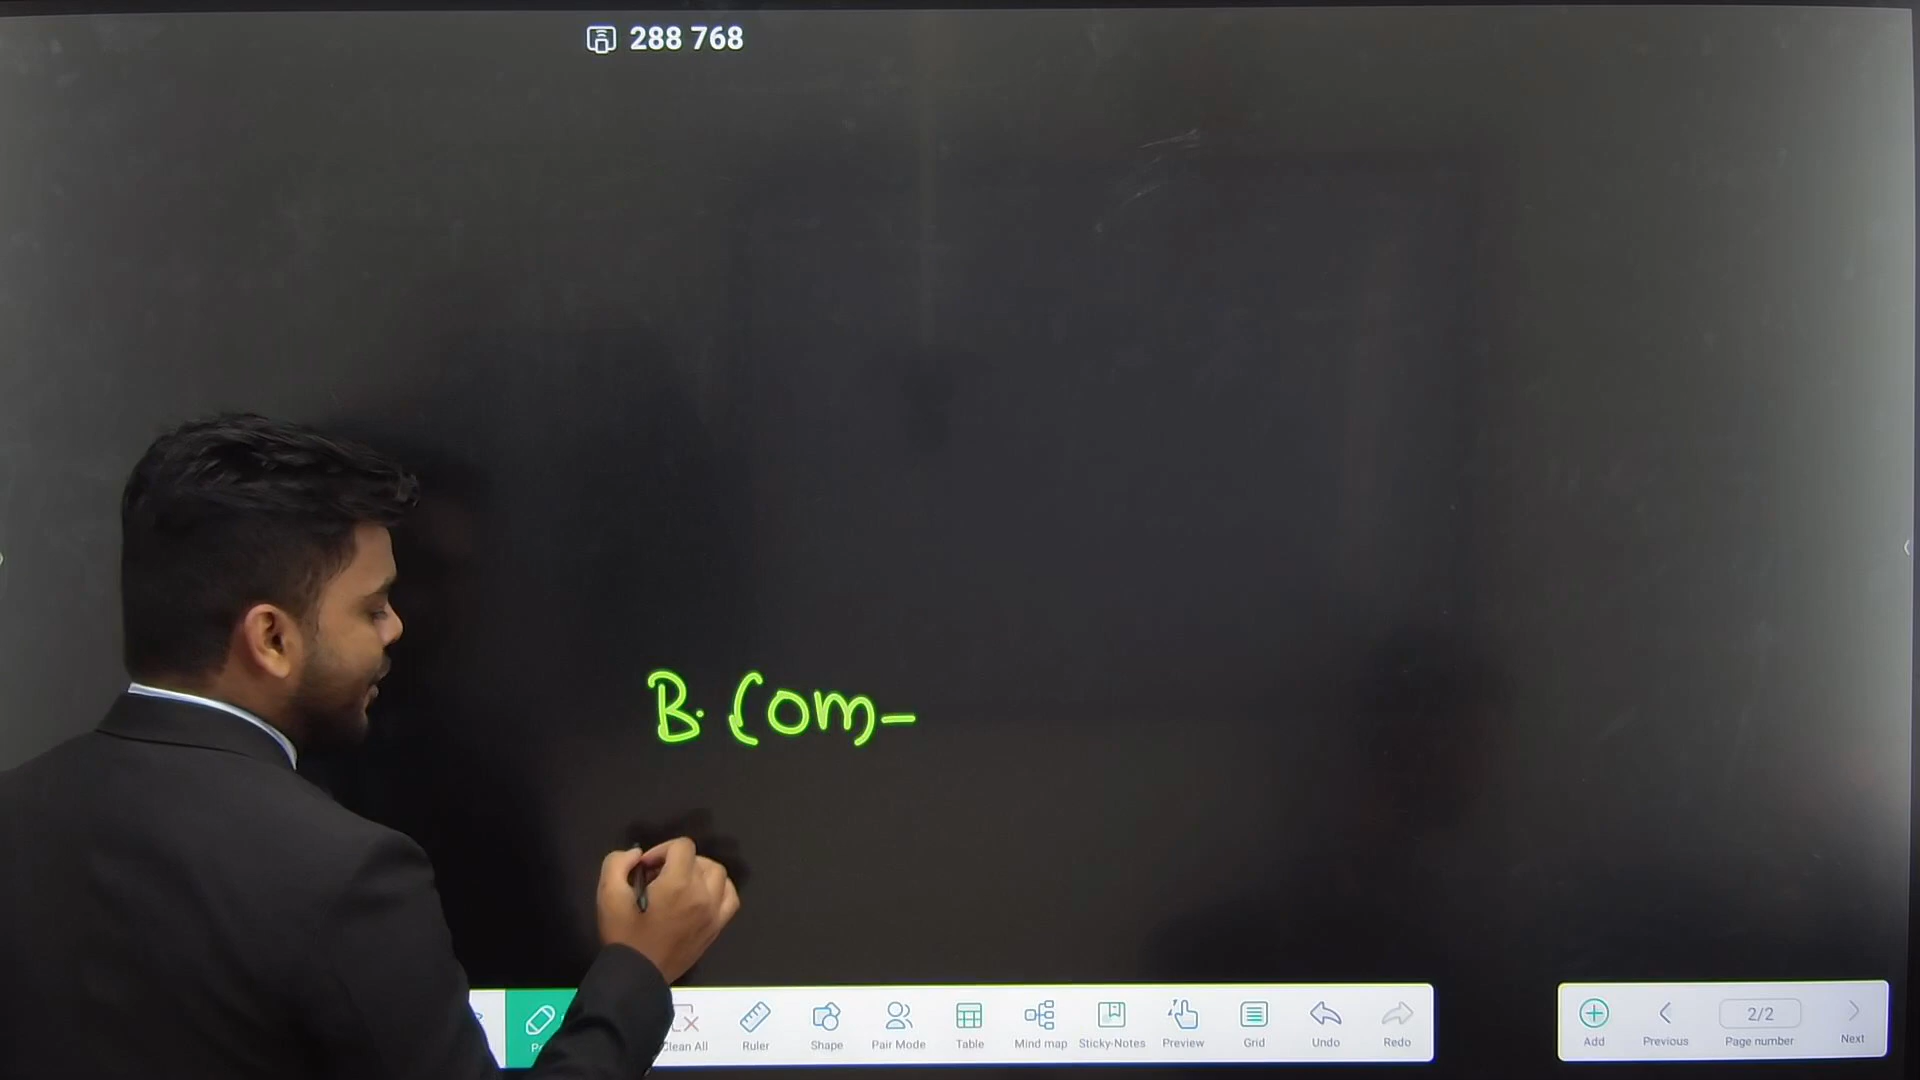 288 768
B. Com-
Clean All
Ruler
Shape
Pair Mode
Table
Mind map
Sticky-Notes
Preview
Grid
Undo
Redo
Add
Previous
2/2
Page number
Next